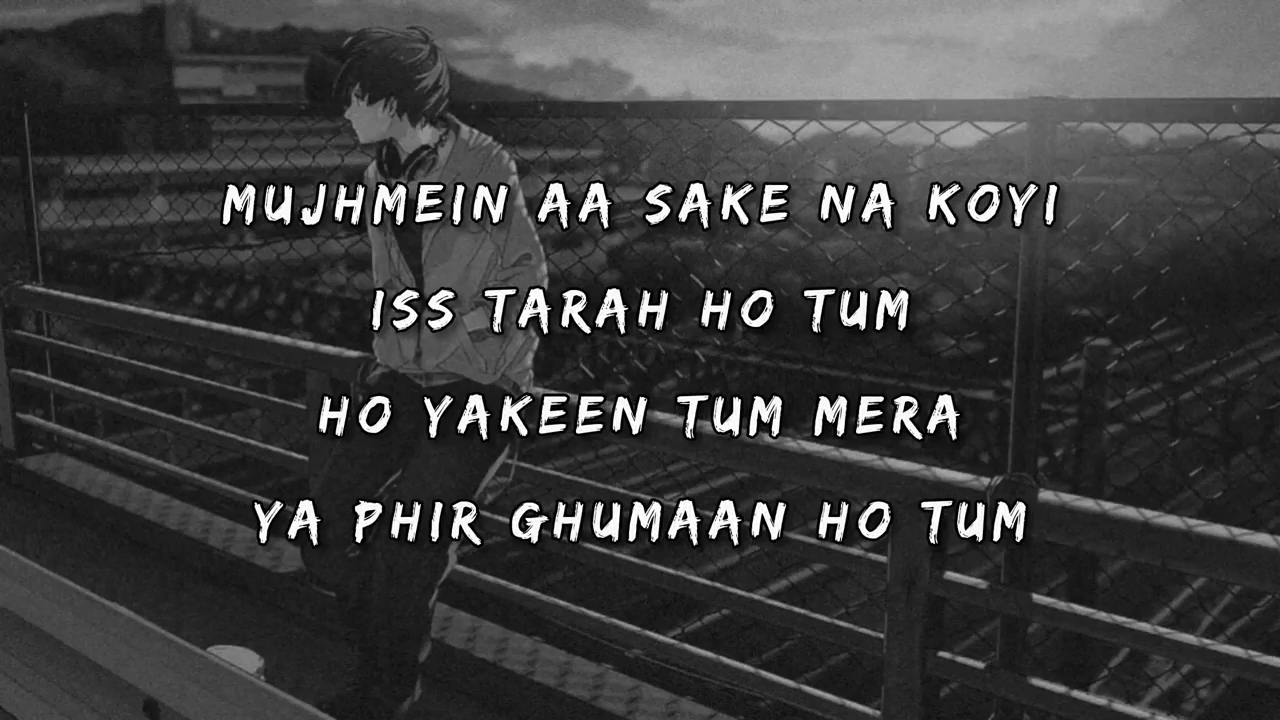 MUJHMEIN AA SAKE NA KOYI
ISS TARAH HO TUM
HO YAKEEN TUM MERA
YA PHIR GHUMAAN HO TUM